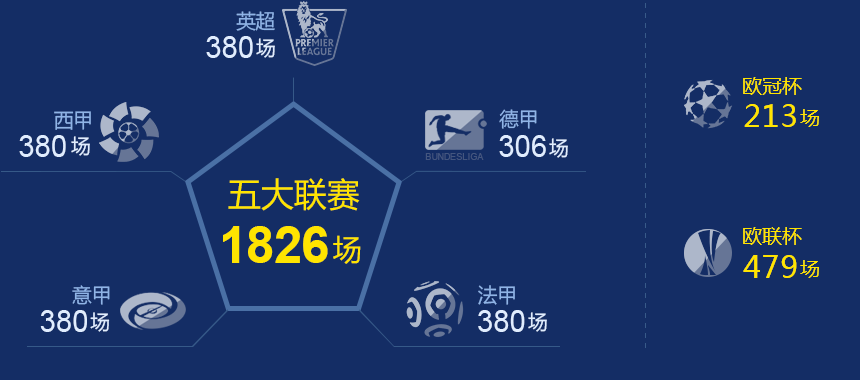 英超
380场
PREMIER
LEAGUE
西甲
380场
BUNDESLIGA
德甲
306场
五大联赛
1826场
意甲
380场
法甲
380场
欧冠杯
213场
欧联杯
479场